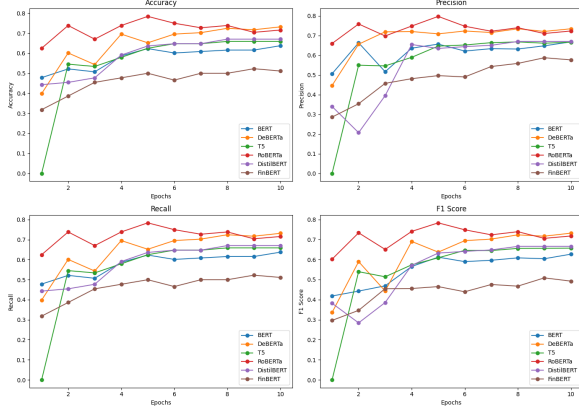 Accuracy
Precision
0.8
0.7
0.6
0.5
0.4
0.3
0.2
0.1
0.0
Accuracy
BERT
DeBERTa
T5
RoBERTa
DistilBERT
FinBERT
2
4
6
8
10
Epochs
0.8
0.7
0.6
0.5
0.4
0.3
0.2
0.1
0.0
Precision
BERT
DeBERTa
T5
RoBERTa
DistilBERT
FinBERT
2
4
6
8
10
Epochs
Recall
F1 Score
0.8
0.7
0.6
0.5
0.4
0.3
0.2
0.1
0.0
Recall
BERT
DeBERTa
T5
RoBERTa
DistilBERT
FinBERT
2
4
6
8
10
Epochs
0.8
0.7
0.6
0.5
0.4
0.3
0.2
0.1
0.0
F1 Score
BERT
DeBERTa
T5
RoBERTa
DistilBERT
FinBERT
2
4
6
8
10
Epochs